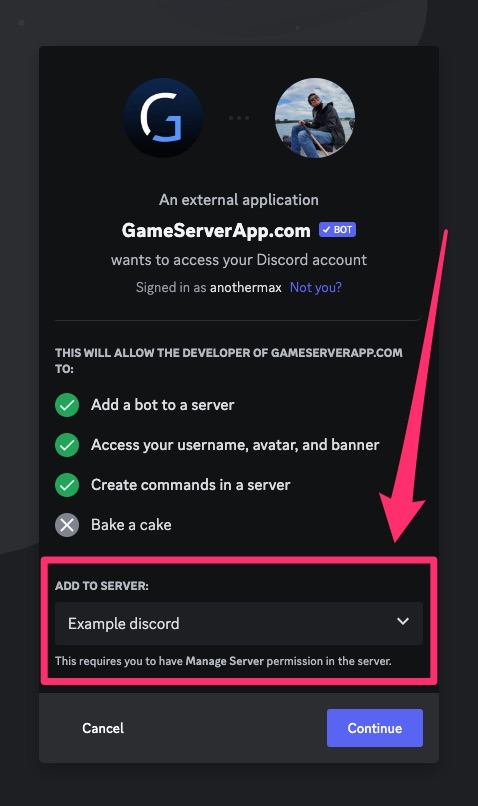 G
An external application
GameServerApp.com ✓ BOT
wants to access your Discord account
Signed in as anothermax Not you?
THIS WILL ALLOW THE DEVELOPER OF GAMESERVERAPP.COM
TO:
Add a bot to a server
Access your username, avatar, and banner
Create commands in a server
Bake a cake
ADD TO SERVER:
Example discord
This requires you to have Manage Server permission in the server.
Cancel Continue